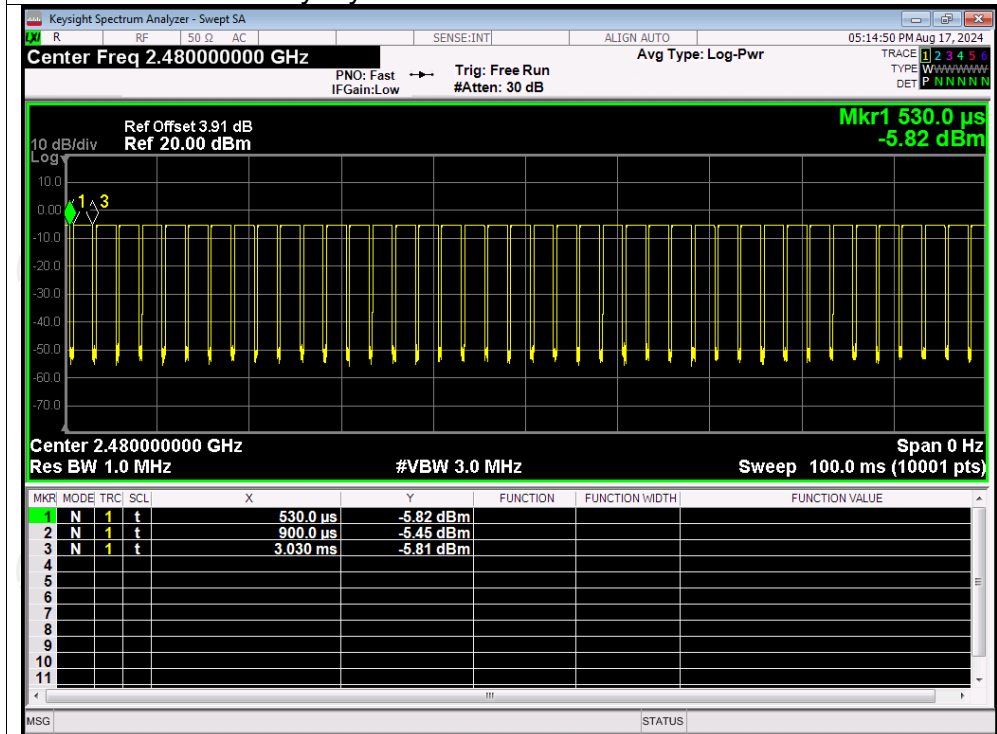 Keysight Spectrum Analyzer - Swept SA
LXI R RF 50 Ω AC SENSE:INT ALIGN AUTO 05:14:50 PM Aug 17, 2024
Center Freq 2.480000000 GHz Avg Type: Log-Pwr TRACE 1 2 3 4 5 6
PNO: Fast Trig: Free Run TYPE WWWWWW
IFGain:Low #Atten: 30 dB DET P N N N N N
Mkr1 530.0 µs
Ref Offset 3.91 dB
10 dB/div Ref 20.00 dBm -5.82 dBm
Log
10.0
1 3
0.00
-10.0
-20.0
-30.0
-40.0
-50.0
-60.0
-70.0
Center 2.480000000 GHz Span 0 Hz
Res BW 1.0 MHz #VBW 3.0 MHz Sweep 100.0 ms (10001 pts)
MKR MODE TRC SCL X Y FUNCTION FUNCTION WIDTH FUNCTION VALUE
1 N 1 t 530.0 µs -5.82 dBm
2 N 1 t 900.0 µs -5.45 dBm
3 N 1 t 3.030 ms -5.81 dBm
4
5
6
7
8
9
10
11
MSG STATUS